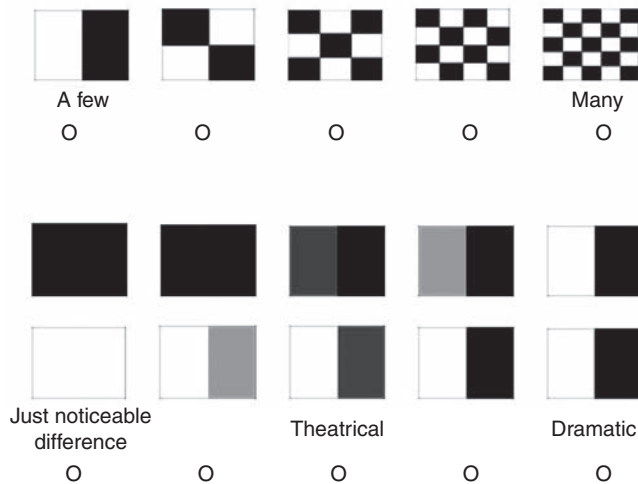 A few Many
O O O O O
Just noticeable
difference Theatrical Dramatic
O O O O O